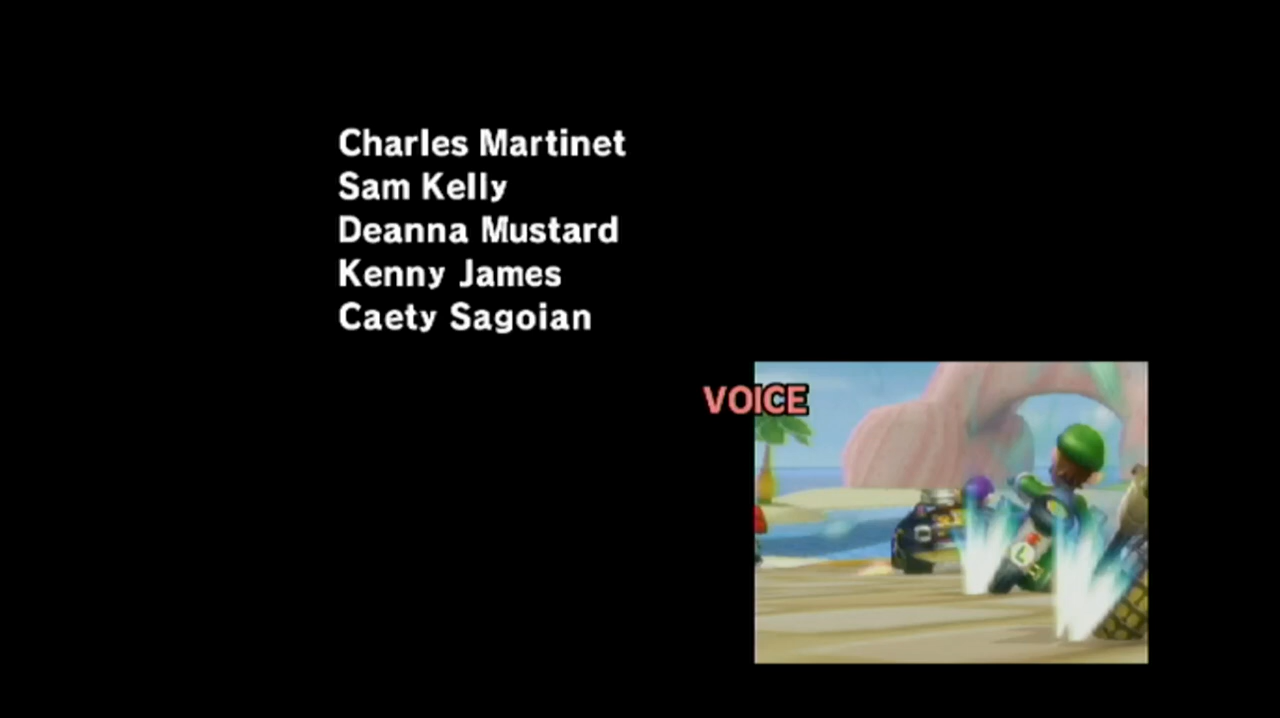 Charles Martinet
Sam Kelly
Deanna Mustard
Kenny James
Caety Sagoian
VOICE
L